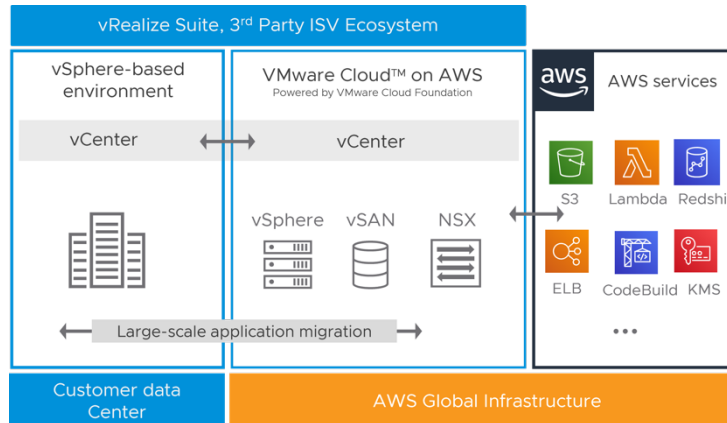 vRealize Suite, 3rd Party ISV Ecosystem
vSphere-based
environment
VMware Cloud™ on AWS
Powered by VMware Cloud Foundation
aws
AWS services
vCenter
vCenter
S3
Lambda
Redshi
vSphere
vSAN
NSX
ELB
CodeBuild
KMS
Large-scale application migration
...
Customer data
Center
AWS Global Infrastructure